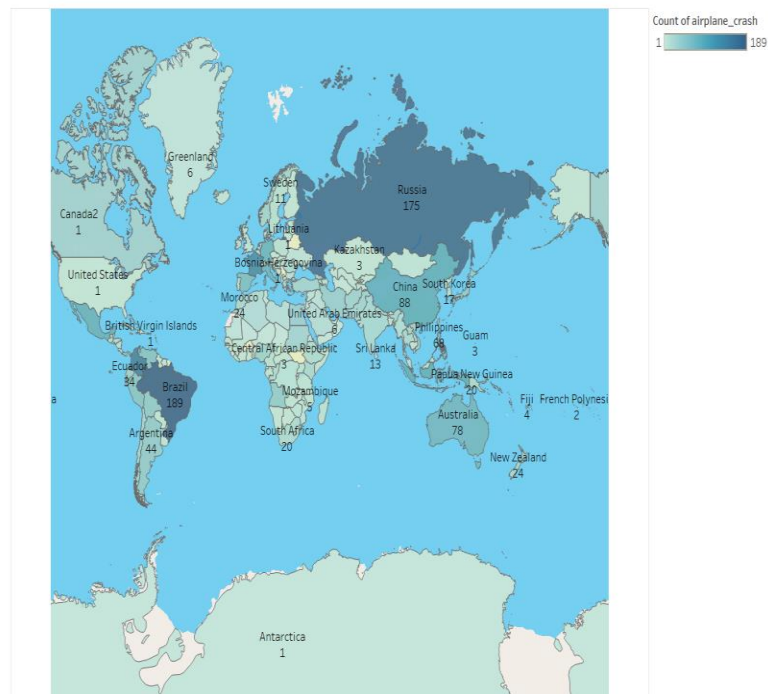 Count of airplane_crash
1 189
Greenland
6
Sweden
11
Russia
175
Canada2
1
Lithuania
1
Kazakhstan
3
Bosnia-Herzegovina
1
United States
1
China
88
South Korea
17
Morocco
24
United Arab Emirates
6
British Virgin Islands
1
Philippines
68
Guam
3
Central African Republic
3
Sri Lanka
13
Ecuador
34
Papua New Guinea
20
Brazil
189
Mozambique
5
Fiji
4
French Polynesi
2
Australia
78
Argentina
44
South Africa
20
New Zealand
24
Antarctica
1